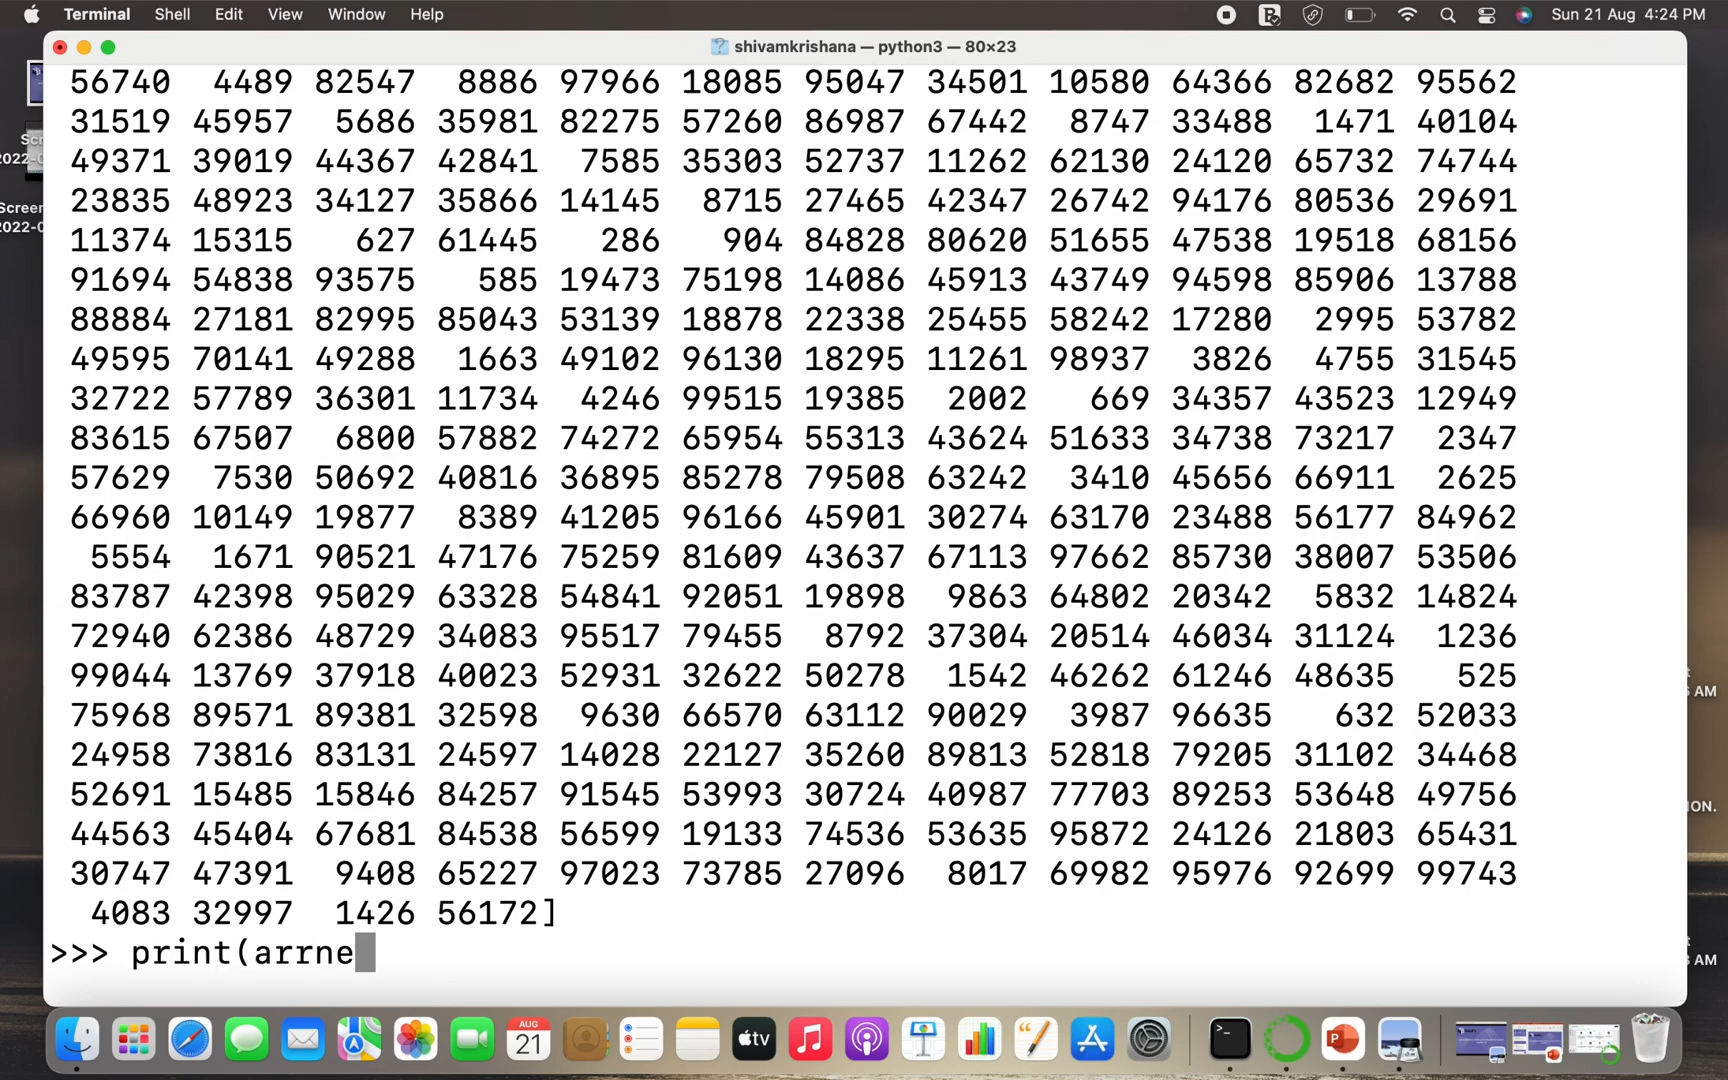 Terminal Shell Edit View Window Help Sun 21 Aug 4:24 PM
shivamkrishana — python3 — 80×23
56740 4489 82547 8886 97966 18085 95047 34501 10580 64366 82682 95562
31519 45957 5686 35981 82275 57260 86987 67442 8747 33488 1471 40104
49371 39019 44367 42841 7585 35303 52737 11262 62130 24120 65732 74744
23835 48923 34127 35866 14145 8715 27465 42347 26742 94176 80536 29691
11374 15315 627 61445 286 904 84828 80620 51655 47538 19518 68156
91694 54838 93575 585 19473 75198 14086 45913 43749 94598 85906 13788
88884 27181 82995 85043 53139 18878 22338 25455 58242 17280 2995 53782
49595 70141 49288 1663 49102 96130 18295 11261 98937 3826 4755 31545
32722 57789 36301 11734 4246 99515 19385 2002 669 34357 43523 12949
83615 67507 6800 57882 74272 65954 55313 43624 51633 34738 73217 2347
57629 7530 50692 40816 36895 85278 79508 63242 3410 45656 66911 2625
66960 10149 19877 8389 41205 96166 45901 30274 63170 23488 56177 84962
5554 1671 90521 47176 75259 81609 43637 67113 97662 85730 38007 53506
83787 42398 95029 63328 54841 92051 19898 9863 64802 20342 5832 14824
72940 62386 48729 34083 95517 79455 8792 37304 20514 46034 31124 1236
99044 13769 37918 40023 52931 32622 50278 1542 46262 61246 48635 525
75968 89571 89381 32598 9630 66570 63112 90029 3987 96635 632 52033
24958 73816 83131 24597 14028 22127 35260 89813 52818 79205 31102 34468
52691 15485 15846 84257 91545 53993 30724 40987 77703 89253 53648 49756
44563 45404 67681 84538 56599 19133 74536 53635 95872 24126 21803 65431
30747 47391 9408 65227 97023 73785 27096 8017 69982 95976 92699 99743
4083 32997 1426 56172]
>>> print(arrne
Scr
2022-0
Screen
2022-0
AM
ION.
AM
AUG
21
tv
P